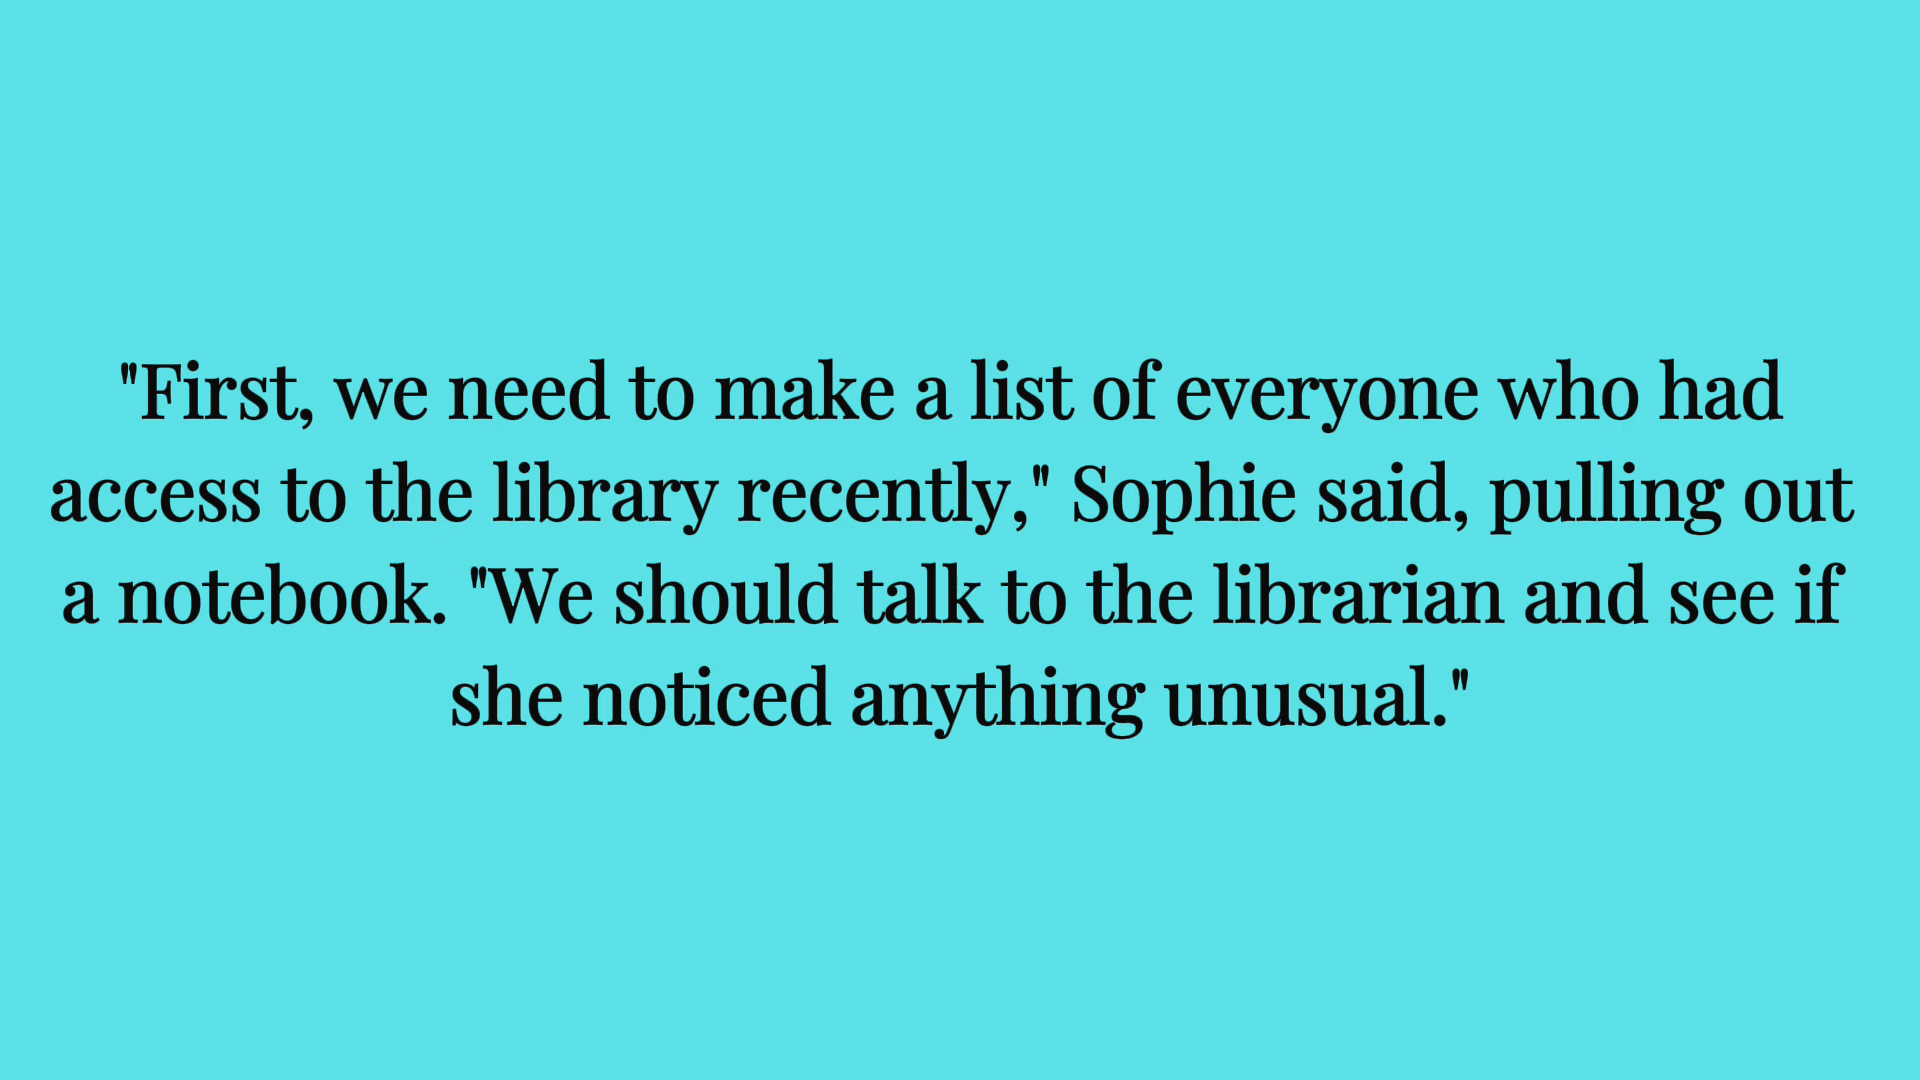 "First, we need to make a list of everyone who had
access to the library recently," Sophie said, pulling out
a notebook. "We should talk to the librarian and see if
she noticed anything unusual."